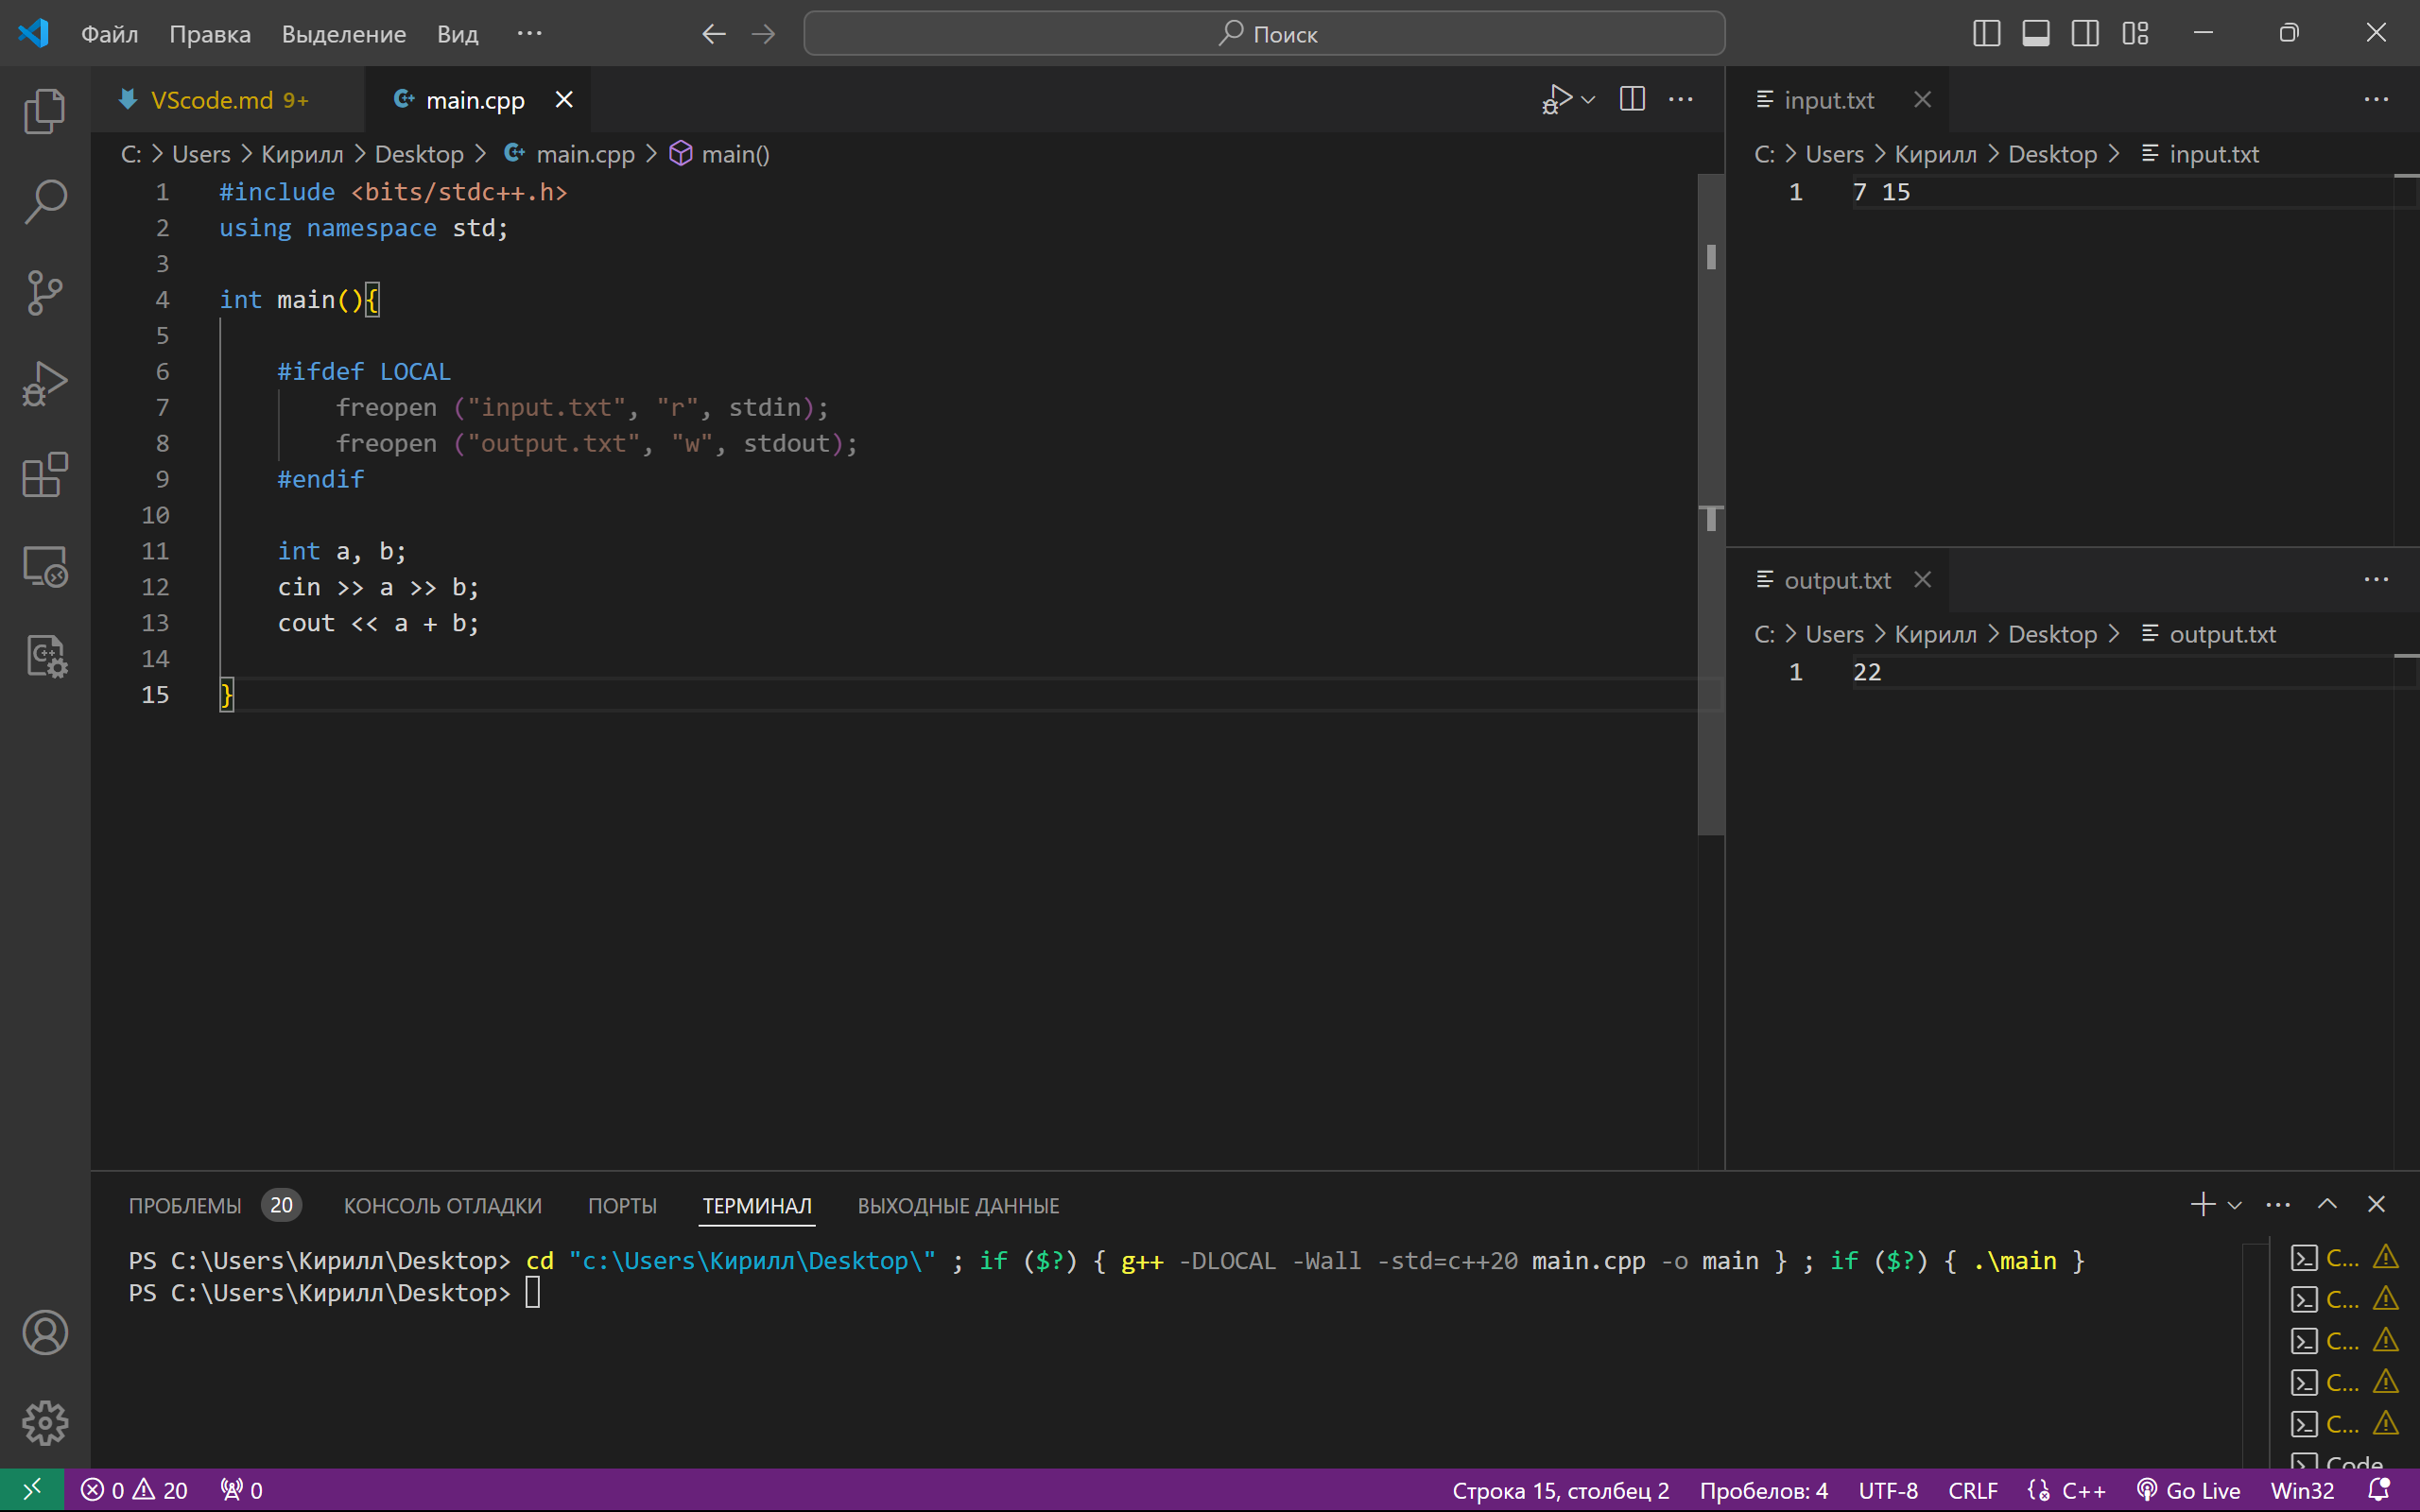 Файл Правка Выделение Вид ··· Поиск
VScode.md 9+ main.cpp
C: > Users > Кирилл > Desktop > main.cpp > main()
1 #include <bits/stdc++.h>
2 using namespace std;
3
4 int main(){
5
6 #ifdef LOCAL
7 freopen ("input.txt", "r", stdin);
8 freopen ("output.txt", "w", stdout);
9 #endif
10
11 int a, b;
12 cin >> a >> b;
13 cout << a + b;
14
15 }
input.txt
C: > Users > Кирилл > Desktop > input.txt
1 7 15
output.txt
C: > Users > Кирилл > Desktop > output.txt
1 22
ПРОБЛЕМЫ 20 КОНСОЛЬ ОТЛАДКИ ПОРТЫ ТЕРМИНАЛ ВЫХОДНЫЕ ДАННЫЕ
PS C:\Users\Кирилл\Desktop> cd "c:\Users\Кирилл\Desktop\" ; if ($?) { g++ -DLOCAL -Wall -std=c++20 main.cpp -o main } ; if ($?) { .\main }
PS C:\Users\Кирилл\Desktop>
C...
C...
C...
C...
C...
Code
0 20 0 Строка 15, столбец 2 Пробелов: 4 UTF-8 CRLF C++ Go Live Win32